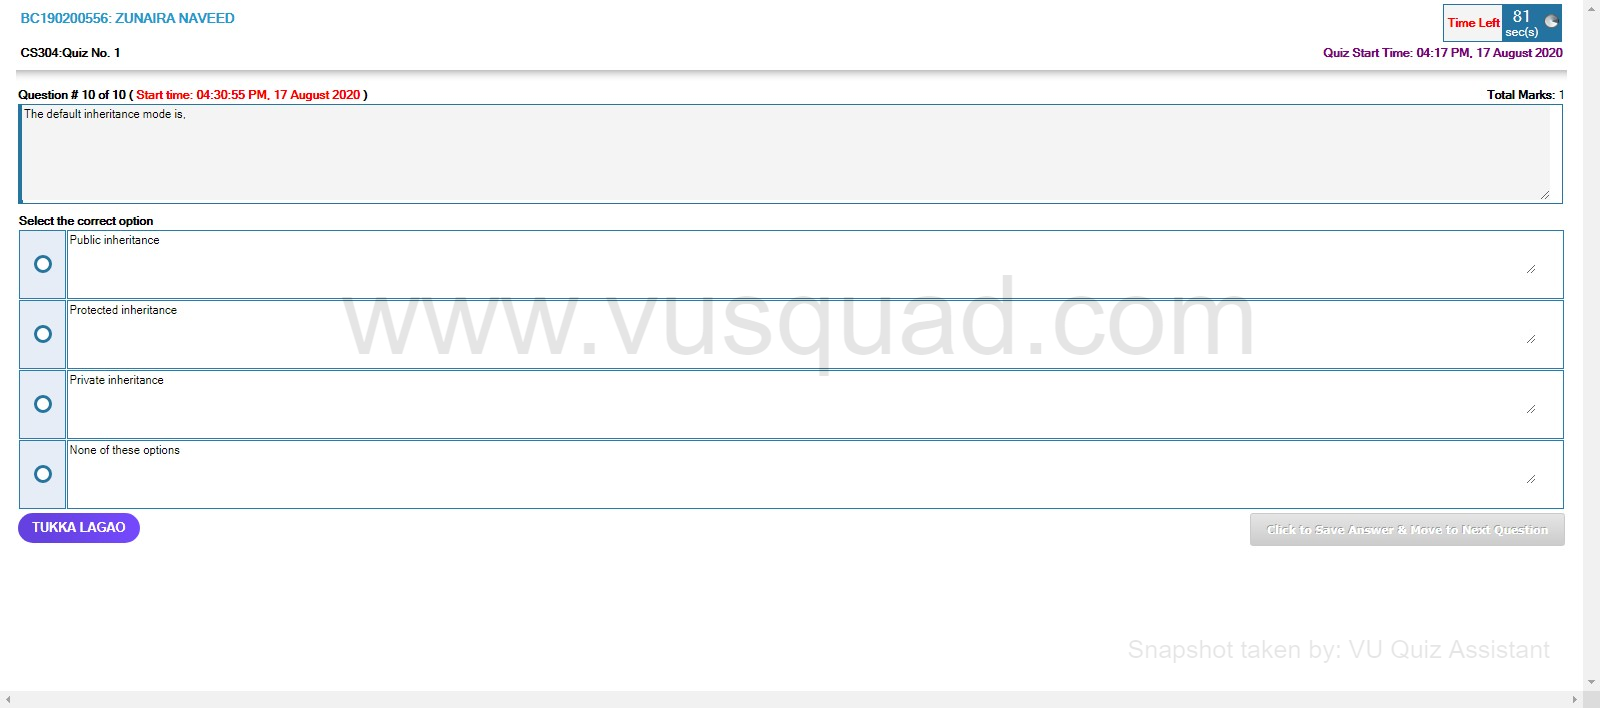 BC190200556: ZUNAIRA NAVEED
Time Left 81 sec(s)
CS304:Quiz No. 1
Quiz Start Time: 04:17 PM, 17 August 2020
Question # 10 of 10 ( Start time: 04:30:55 PM, 17 August 2020 )
Total Marks: 1
The default inheritance mode is,
Select the correct option
Public inheritance
www.vusquad.com
Protected inheritance
Private inheritance
None of these options
TUKKA LAGAO
Click to Save Answer & Move to Next Question
Snapshot taken by: VU Quiz Assistant